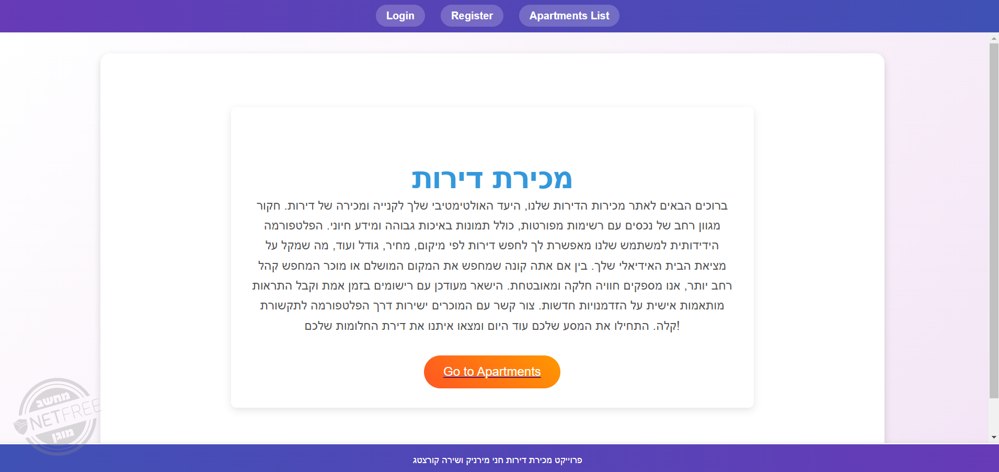 Login
Register
Apartments List
מכירת דירות
ברוכים הבאים לאתר מכירות הדירות שלנו, היעד האולטימטיבי שלך לקנייה ומכירה של דירות. חקור
מגוון רחב של נכסים עם רשימות מפורטות, כולל תמונות באיכות גבוהה ומידע חיוני. הפלטפורמה
הידידותית למשתמש שלנו מאפשרת לך לחפש דירות לפי מיקום, מחיר, גודל ועוד, מה שמקל על
מציאת הבית האידיאלי שלך. בין אם אתה קונה שמחפש את המקום המושלם או מוכר המחפש קהל
רחב יותר, אנו מספקים חוויה חלקה ומאובטחת. הישאר מעודכן עם רישומים בזמן אמת וקבל התראות
מותאמות אישית על הזדמנויות חדשות. צור קשר עם המוכרים ישירות דרך הפלטפורמה לתקשורת
קלה. התחילו את המסע שלכם עוד היום ומצאו איתנו את דירת החלומות שלכם!
Go to Apartments
מחשב
NETFREE
מוגן
פרוייקט מכירת דירות חני מירניק ושירה קורצטג